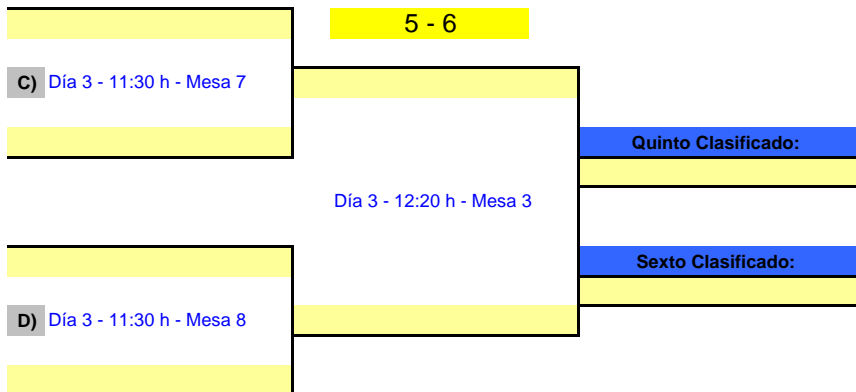 5 - 6
C) Día 3 - 11:30 h - Mesa 7
Quinto Clasificado:
Día 3 - 12:20 h - Mesa 3
Sexto Clasificado:
D) Día 3 - 11:30 h - Mesa 8